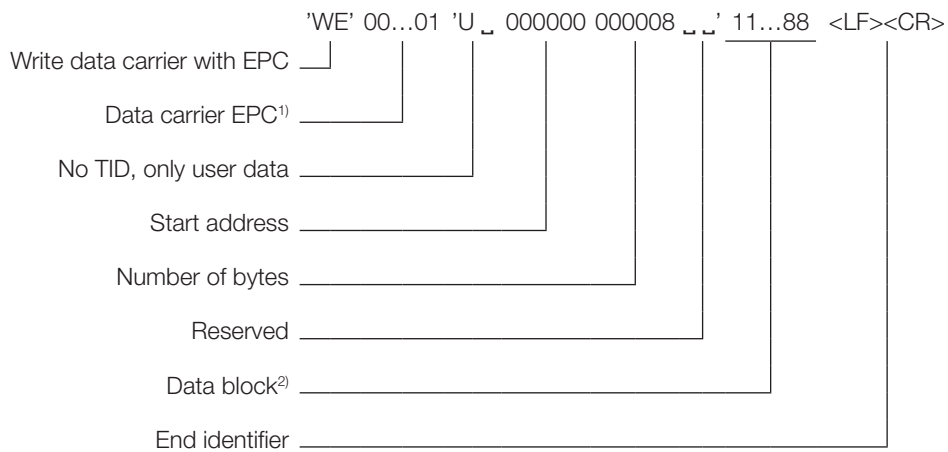 'WE' 00…01 'U ␣ 000000 000008 ␣␣' 11…88 <LF><CR>
Write data carrier with EPC
Data carrier EPC1)
No TID, only user data
Start address
Number of bytes
Reserved
Data block2)
End identifier